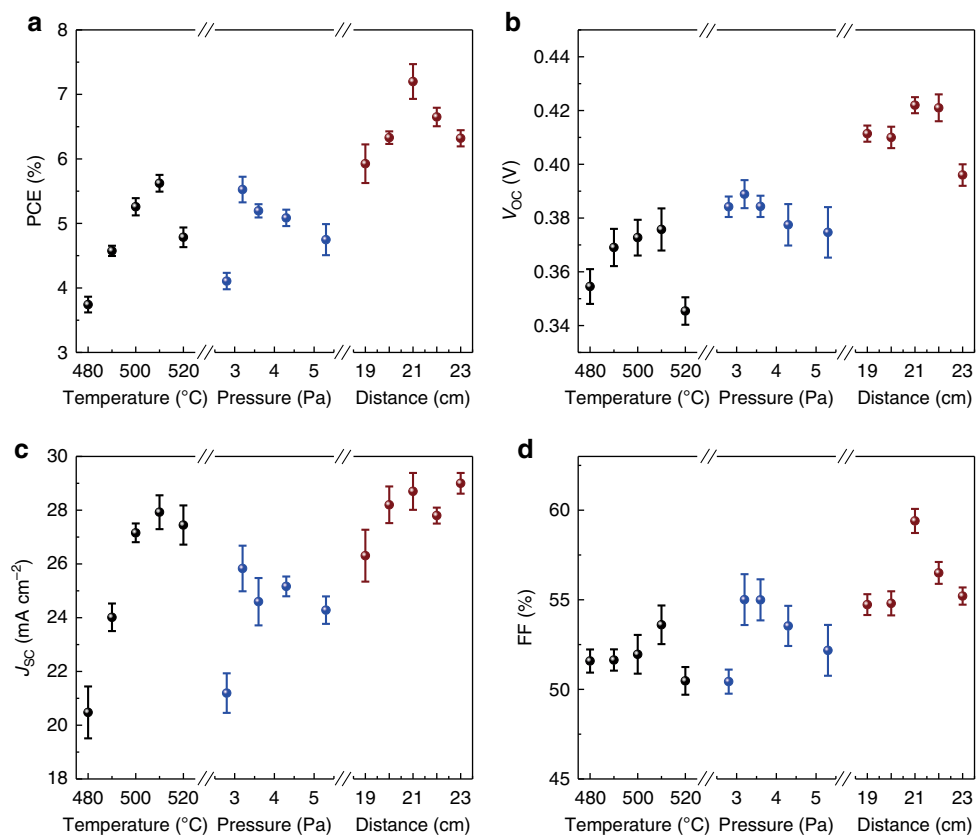 a
8
7
6
5
4
3
PCE (%)
480 500 520 3 4 5 19 21 23
Temperature (°C) Pressure (Pa) Distance (cm)
b
0.44
0.42
0.40
0.38
0.36
0.34
V_OC (V)
480 500 520 3 4 5 19 21 23
Temperature (°C) Pressure (Pa) Distance (cm)
c
30
28
26
24
22
20
18
J_SC (mA cm⁻²)
480 500 520 3 4 5 19 21 23
Temperature (°C) Pressure (Pa) Distance (cm)
d
60
55
50
45
FF (%)
480 500 520 3 4 5 19 21 23
Temperature (°C) Pressure (Pa) Distance (cm)